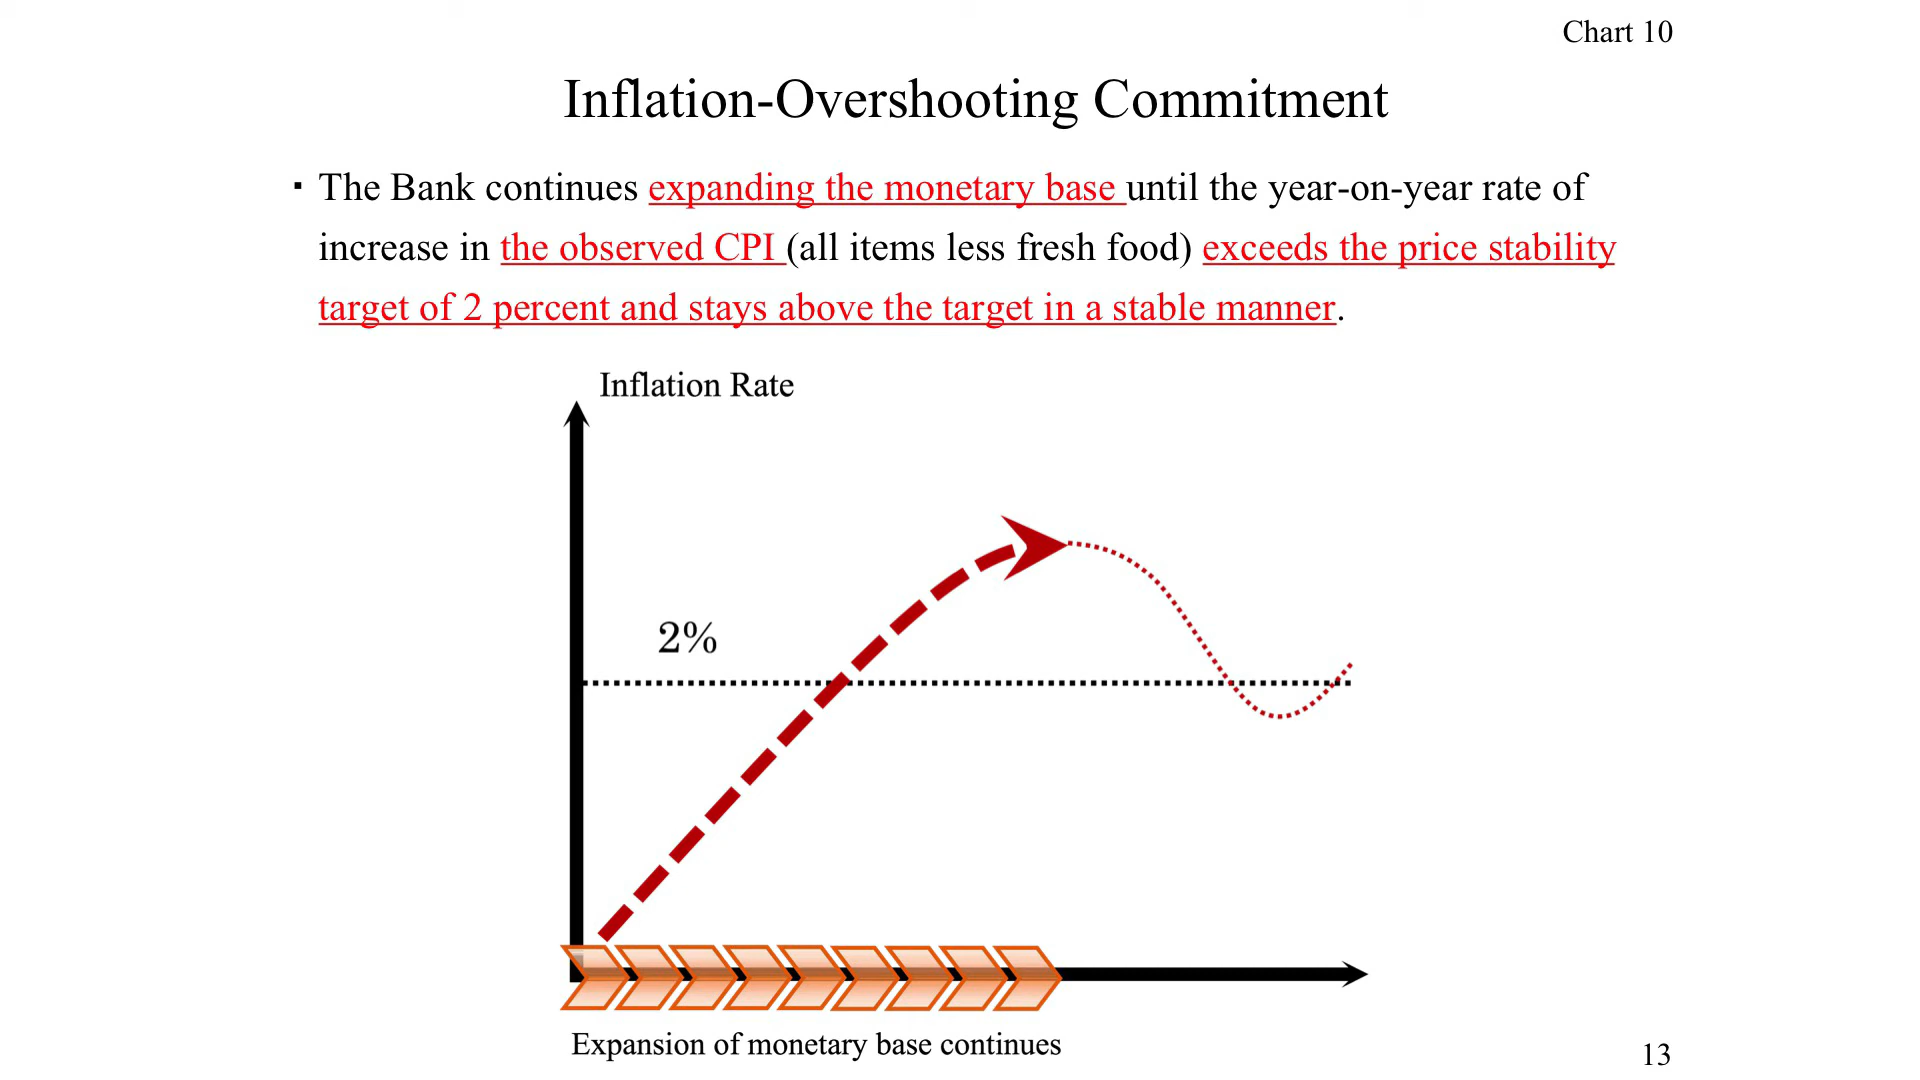 Chart 10
Inflation-Overshooting Commitment
・The Bank continues expanding the monetary base until the year-on-year rate of
increase in the observed CPI (all items less fresh food) exceeds the price stability
target of 2 percent and stays above the target in a stable manner.
Inflation Rate
2%
Expansion of monetary base continues
13